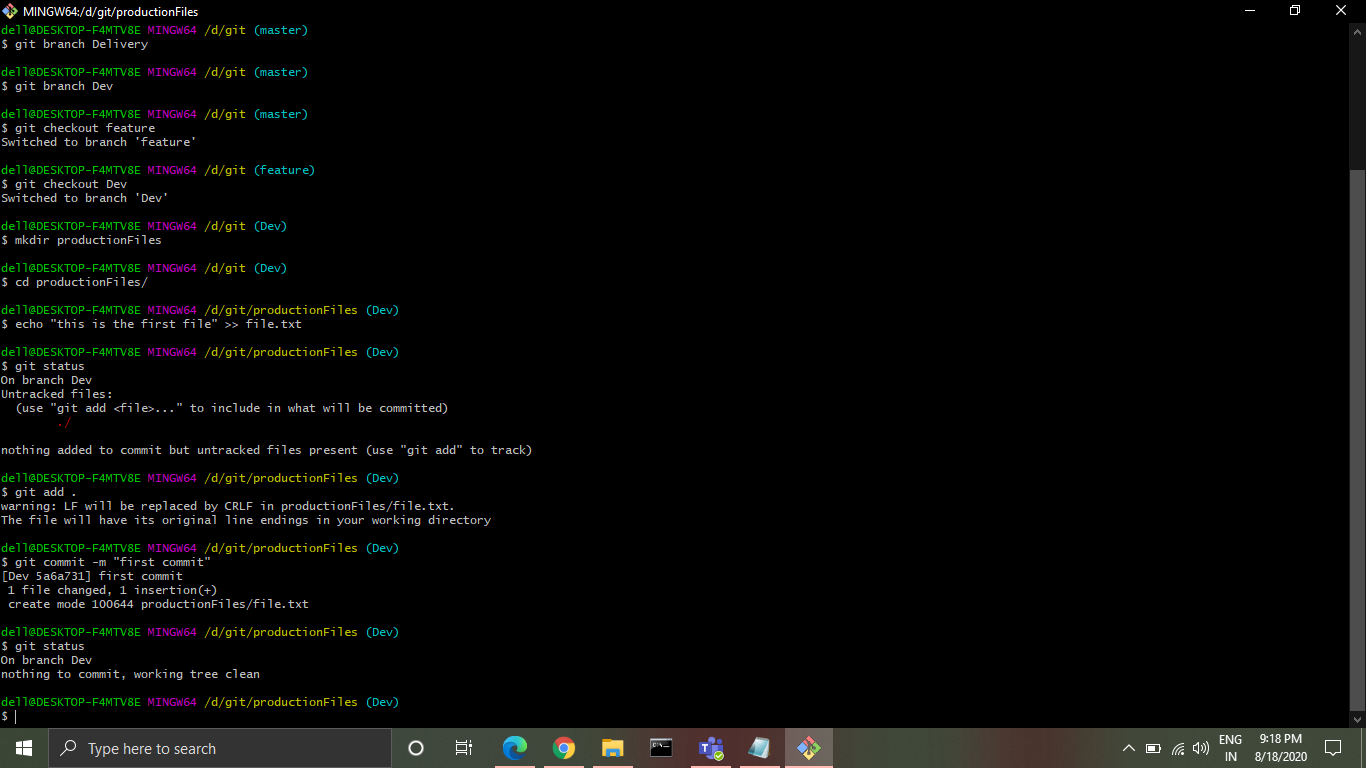 MINGW64:/d/git/productionFiles
dell@DESKTOP-F4MTV8E MINGW64 /d/git (master)
$ git branch Delivery
dell@DESKTOP-F4MTV8E MINGW64 /d/git (master)
$ git branch Dev
dell@DESKTOP-F4MTV8E MINGW64 /d/git (master)
$ git checkout feature
Switched to branch 'feature'
dell@DESKTOP-F4MTV8E MINGW64 /d/git (feature)
$ git checkout Dev
Switched to branch 'Dev'
dell@DESKTOP-F4MTV8E MINGW64 /d/git (Dev)
$ mkdir productionFiles
dell@DESKTOP-F4MTV8E MINGW64 /d/git (Dev)
$ cd productionFiles/
dell@DESKTOP-F4MTV8E MINGW64 /d/git/productionFiles (Dev)
$ echo "this is the first file" >> file.txt
dell@DESKTOP-F4MTV8E MINGW64 /d/git/productionFiles (Dev)
$ git status
On branch Dev
Untracked files:
  (use "git add <file>..." to include in what will be committed)
        ./
nothing added to commit but untracked files present (use "git add" to track)
dell@DESKTOP-F4MTV8E MINGW64 /d/git/productionFiles (Dev)
$ git add .
warning: LF will be replaced by CRLF in productionFiles/file.txt.
The file will have its original line endings in your working directory
dell@DESKTOP-F4MTV8E MINGW64 /d/git/productionFiles (Dev)
$ git commit -m "first commit"
[Dev 5a6a731] first commit
 1 file changed, 1 insertion(+)
 create mode 100644 productionFiles/file.txt
dell@DESKTOP-F4MTV8E MINGW64 /d/git/productionFiles (Dev)
$ git status
On branch Dev
nothing to commit, working tree clean
dell@DESKTOP-F4MTV8E MINGW64 /d/git/productionFiles (Dev)
$
Type here to search
ENG
IN
9:18 PM
8/18/2020